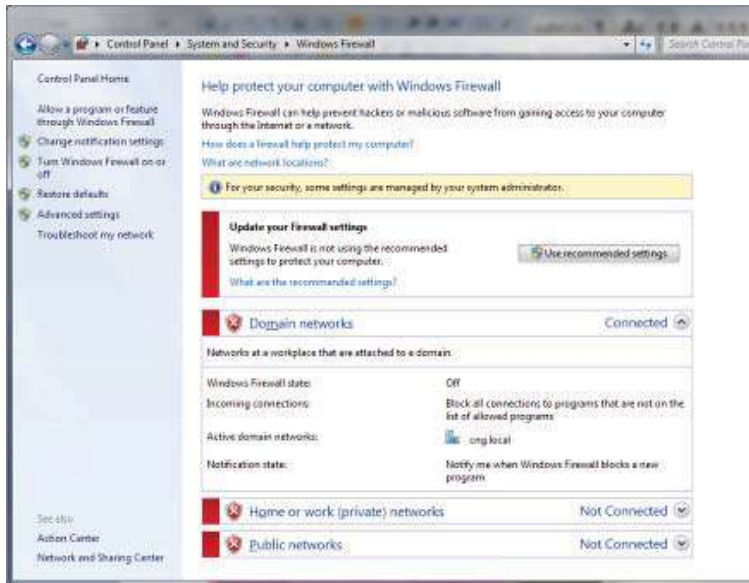 Control Panel ▸ System and Security ▸ Windows Firewall
Search Control Pa
Control Panel Home
Allow a program or feature
through Windows Firewall
Change notification settings
Turn Windows Firewall on or
off
Restore defaults
Advanced settings
Troubleshoot my network
See also
Action Center
Network and Sharing Center
Help protect your computer with Windows Firewall
Windows Firewall can help prevent hackers or malicious software from gaining access to your computer
through the Internet or a network.
How does a firewall help protect my computer?
What are network locations?
For your security, some settings are managed by your system administrator.
Update your Firewall settings
Windows Firewall is not using the recommended
settings to protect your computer.
What are the recommended settings?
Use recommended settings
Domain networks Connected
Networks at a workplace that are attached to a domain
Windows Firewall state: Off
Incoming connections: Block all connections to programs that are not on the
list of allowed programs
Active domain networks: cng.local
Notification state: Notify me when Windows Firewall blocks a new
program
Home or work (private) networks Not Connected
Public networks Not Connected